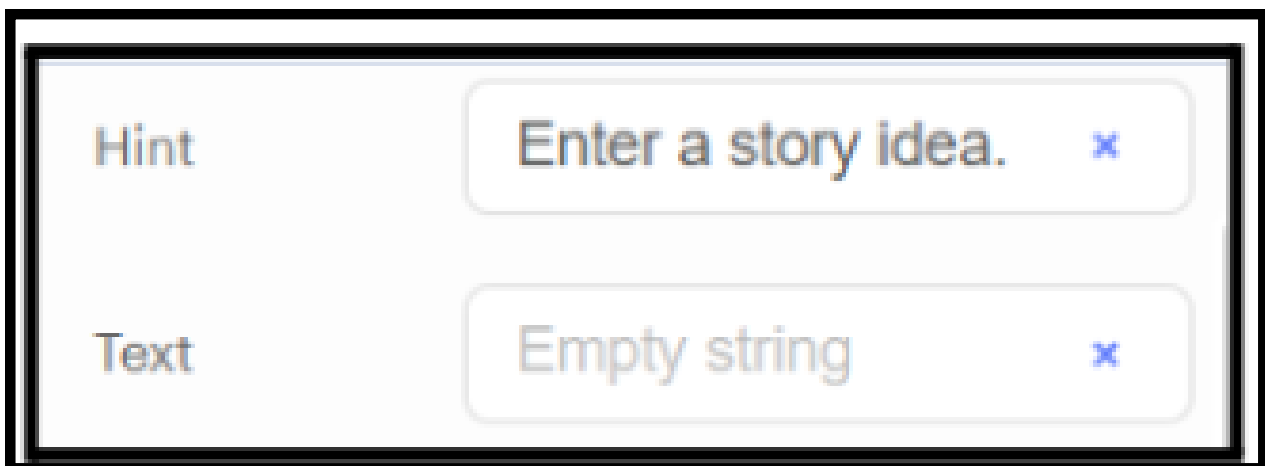 Hint Enter a story idea. ×
Text Empty string ×